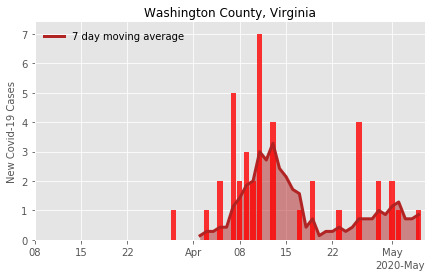 Washington County, Virginia
7 day moving average
New Covid-19 Cases
7
6
5
4
3
2
1
0
08 15 22 Apr 08 15 22 May
2020-May